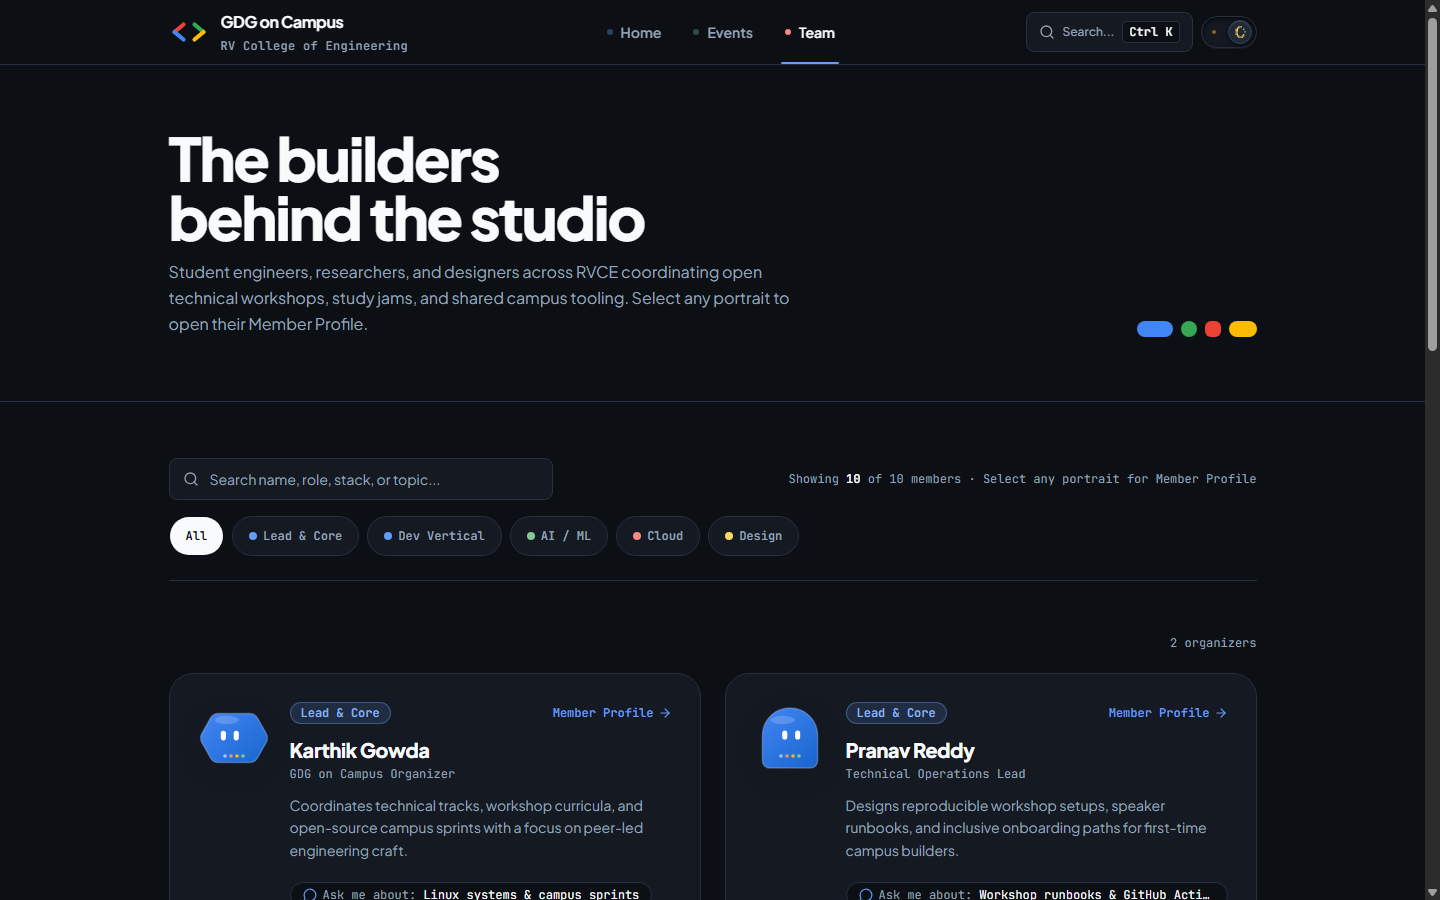 GDG on Campus
RV College of Engineering
Home
Events
Team
Search...
Ctrl K
The builders
behind the studio
Student engineers, researchers, and designers across RVCE coordinating open
technical workshops, study jams, and shared campus tooling. Select any portrait to
open their Member Profile.
Search name, role, stack, or topic...
Showing 10 of 10 members · Select any portrait for Member Profile
All
Lead & Core
Dev Vertical
AI / ML
Cloud
Design
2 organizers
Lead & Core
Member Profile →
Karthik Gowda
GDG on Campus Organizer
Coordinates technical tracks, workshop curricula, and
open-source campus sprints with a focus on peer-led
engineering craft.
Ask me about: Linux systems & campus sprints
Lead & Core
Member Profile →
Pranav Reddy
Technical Operations Lead
Designs reproducible workshop setups, speaker
runbooks, and inclusive onboarding paths for first-time
campus builders.
Ask me about: Workshop runbooks & GitHub Acti…